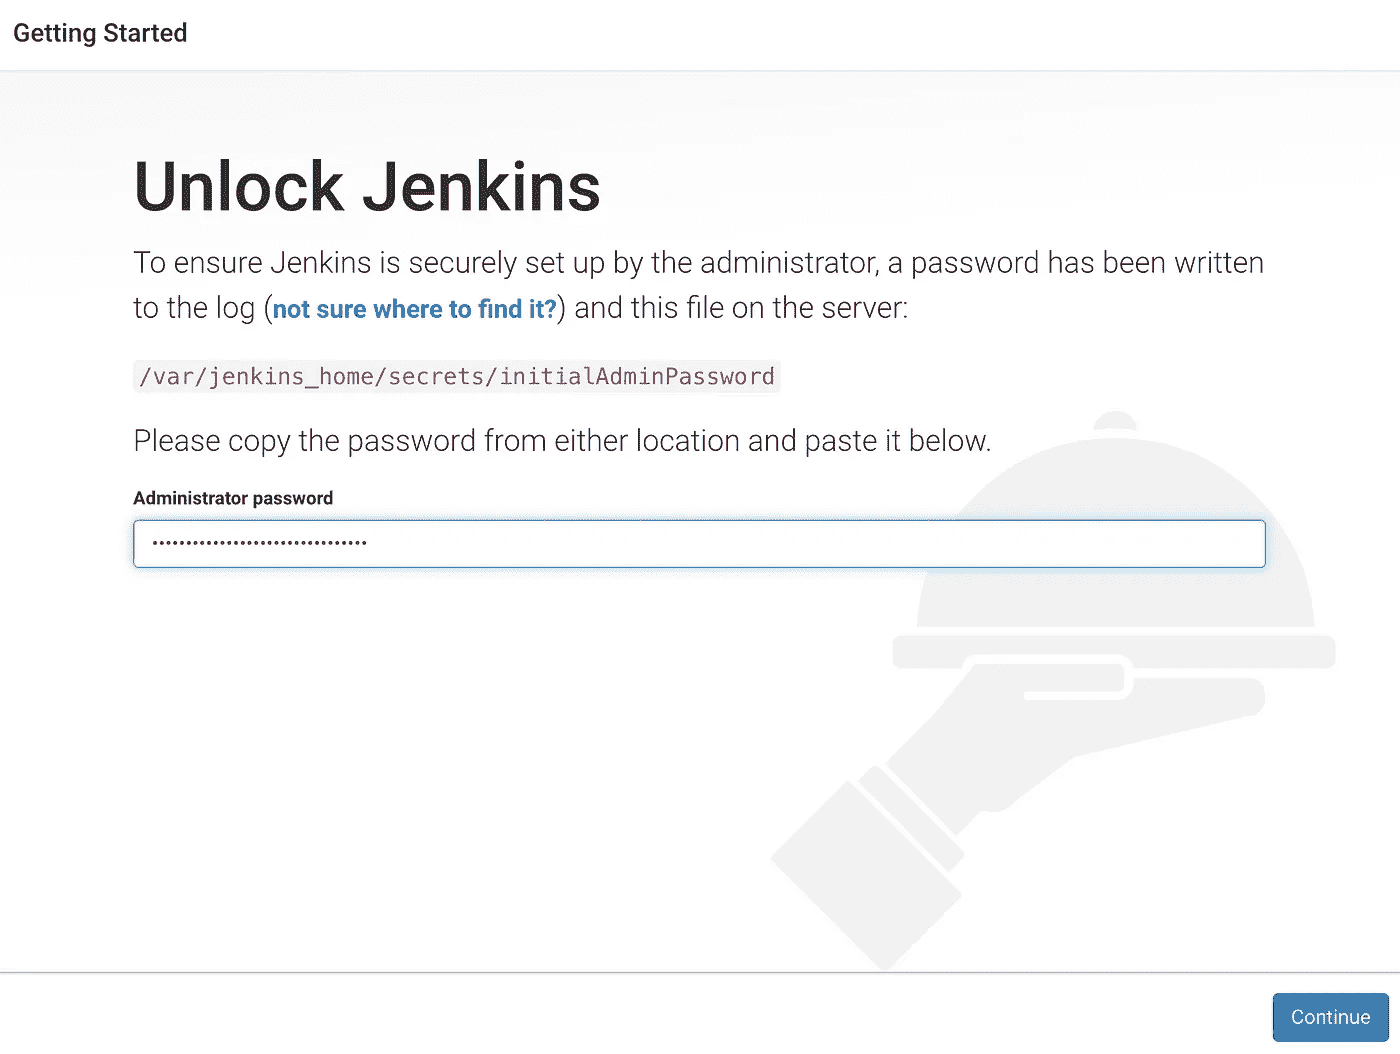 Getting Started
Unlock Jenkins
To ensure Jenkins is securely set up by the administrator, a password has been written
to the log (not sure where to find it?) and this file on the server:
/var/jenkins_home/secrets/initialAdminPassword
Please copy the password from either location and paste it below.
Administrator password
••••••••••••••••••••••••••••••••
Continue